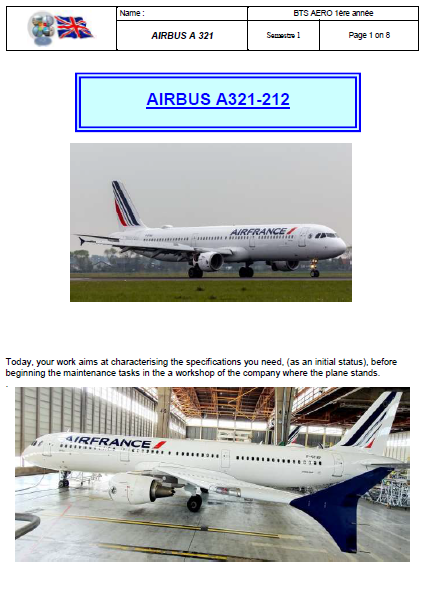 Name :
BTS AERO 1ère année
AIRBUS A 321
Semestre 1
Page 1 on 8
AIRBUS A321-212
AIRFRANCE
Today, your work aims at characterising the specifications you need, (as an initial status), before
beginning the maintenance tasks in the a workshop of the company where the plane stands.
.
AIRFRANCE